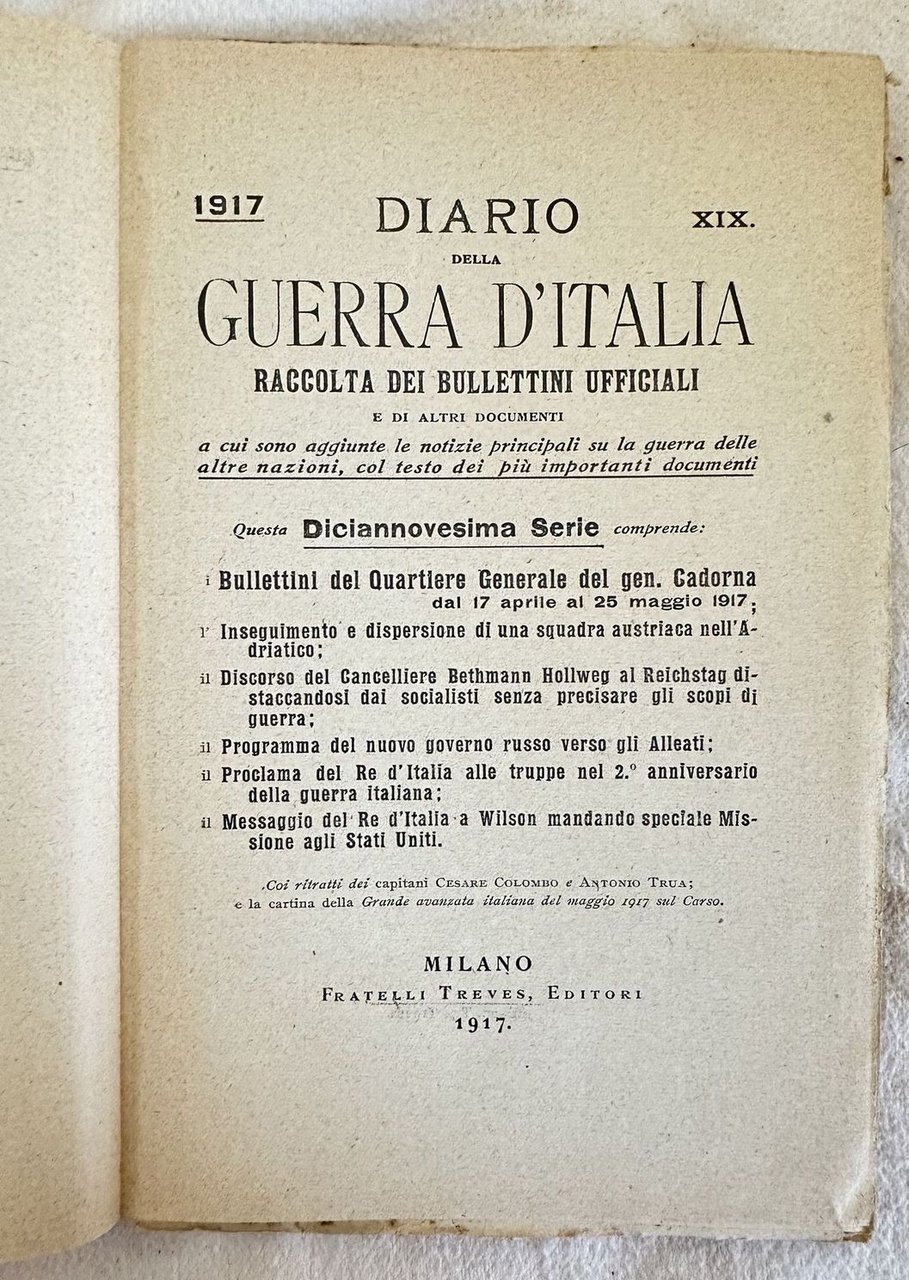 1917 DIARIO XIX.
DELLA
GUERRA D'ITALIA
RACCOLTA DEI BULLETTINI UFFICIALI
E DI ALTRI DOCUMENTI
a cui sono aggiunte le notizie principali su la guerra delle
altre nazioni, col testo dei più importanti documenti
Questa Diciannovesima Serie comprende:
i Bullettini del Quartiere Generale del gen. Cadorna
dal 17 aprile al 25 maggio 1917;
l' Inseguimento e dispersione di una squadra austriaca nell'A-
driatico;
il Discorso del Cancelliere Bethmann Hollweg al Reichstag di-
staccandosi dai socialisti senza precisare gli scopi di
guerra;
il Programma del nuovo governo russo verso gli Alleati;
il Proclama del Re d'Italia alle truppe nel 2.º anniversario
della guerra italiana;
il Messaggio del Re d'Italia a Wilson mandando speciale Mis-
sione agli Stati Uniti.
Coi ritratti dei capitani CESARE COLOMBO e ANTONIO TRUA;
e la cartina della Grande avanzata italiana del maggio 1917 sul Carso.
MILANO
FRATELLI TREVES, EDITORI
1917.